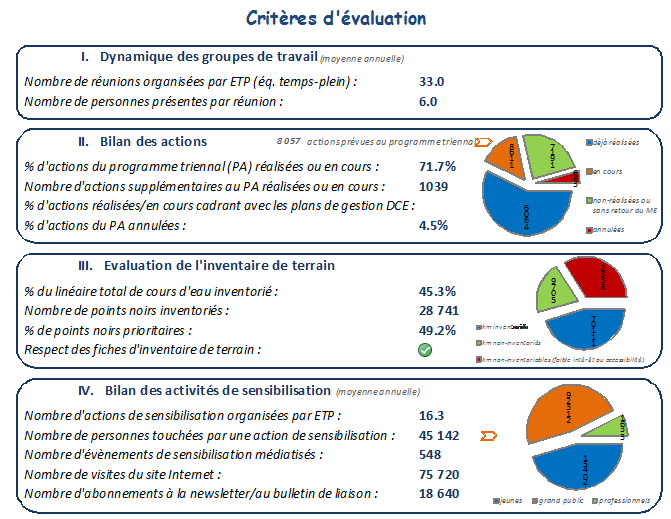 Critères d'évaluation
I. Dynamique des groupes de travail (moyenne annuelle)
Nombre de réunions organisées par ETP (éq. temps-plein) : 33.0
Nombre de personnes présentes par réunion : 6.0
II. Bilan des actions 8 057 actions prévues au programme triennal
% d'actions du programme triennal (PA) réalisées ou en cours : 71.7%
Nombre d'actions supplémentaires au PA réalisées ou en cours : 1039
% d'actions réalisées/en cours cadrant avec les plans de gestion DCE :
% d'actions du PA annulées : 4.5%
déjà réalisées
en cours
non-réalisées ou
sans retour du ME
annulées
III. Evaluation de l'inventaire de terrain
% du linéaire total de cours d'eau inventorié : 45.3%
Nombre de points noirs inventoriés : 28 741
% de points noirs prioritaires : 49.2%
Respect des fiches d'inventaire de terrain :
km non-inventoriés
km non-inventoriables (faible intérêt ou accessibilité)
IV. Bilan des activités de sensibilisation (moyenne annuelle)
Nombre d'actions de sensibilisation organisées par ETP : 16.3
Nombre de personnes touchées par une action de sensibilisation : 45 142
Nombre d'évènements de sensibilisation médiatisés : 548
Nombre de visites du site Internet : 75 720
Nombre d'abonnements à la newsletter/au bulletin de liaison : 18 640
jeunes grand public professionnels